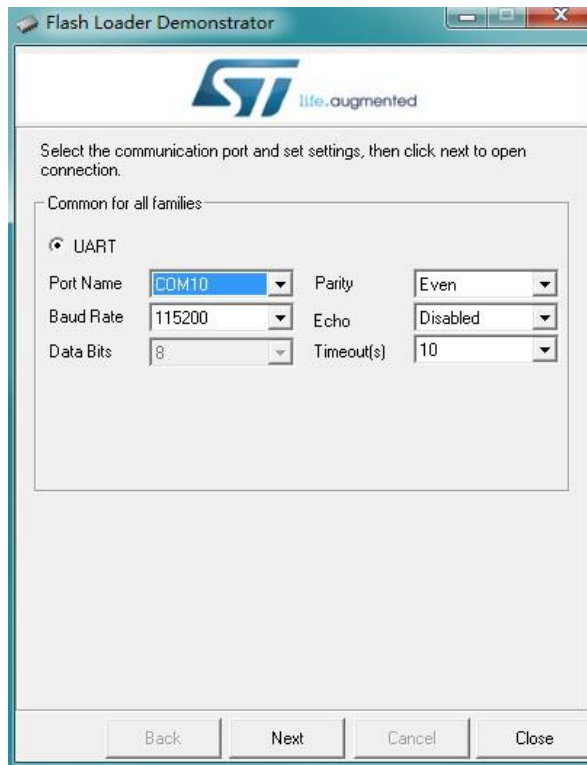 Flash Loader Demonstrator
life.augmented
Select the communication port and set settings, then click next to open
connection.
Common for all families
UART
Port Name COM10 Parity Even
Baud Rate 115200 Echo Disabled
Data Bits 8 Timeout(s) 10
Back Next Cancel Close